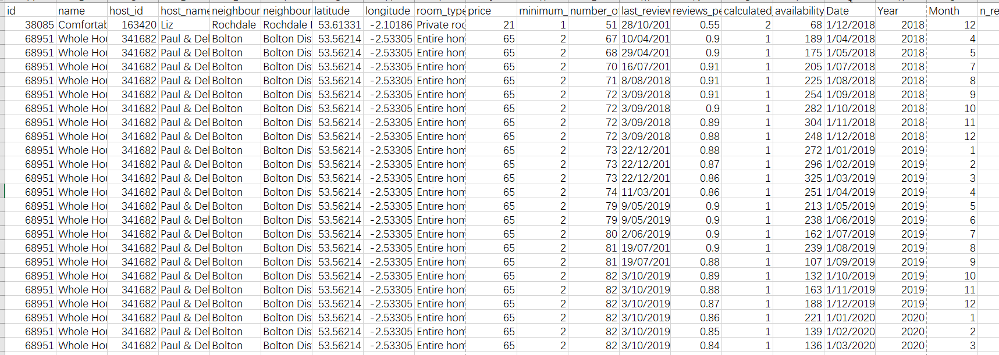 id name host_id host_name neighbour neighbour latitude longitude room_type price minimum_ number_o last_review reviews_pe calculated_ availability Date Year Month n_re
38085 Comfortab 163420 Liz Rochdale Rochdale 53.61331 -2.10186 Private roo 21 1 51 28/10/201 0.55 2 68 1/12/2018 2018 12
68951 Whole Hou 341682 Paul & Del Bolton Bolton Dis 53.56214 -2.53305 Entire hom 65 2 67 10/04/201 0.9 1 189 1/04/2018 2018 4
68951 Whole Hou 341682 Paul & Del Bolton Bolton Dis 53.56214 -2.53305 Entire hom 65 2 68 29/04/201 0.9 1 175 1/05/2018 2018 5
68951 Whole Hou 341682 Paul & Del Bolton Bolton Dis 53.56214 -2.53305 Entire hom 65 2 70 16/07/201 0.91 1 205 1/07/2018 2018 7
68951 Whole Hou 341682 Paul & Del Bolton Bolton Dis 53.56214 -2.53305 Entire hom 65 2 71 8/08/2018 0.91 1 225 1/08/2018 2018 8
68951 Whole Hou 341682 Paul & Del Bolton Bolton Dis 53.56214 -2.53305 Entire hom 65 2 72 3/09/2018 0.91 1 254 1/09/2018 2018 9
68951 Whole Hou 341682 Paul & Del Bolton Bolton Dis 53.56214 -2.53305 Entire hom 65 2 72 3/09/2018 0.9 1 282 1/10/2018 2018 10
68951 Whole Hou 341682 Paul & Del Bolton Bolton Dis 53.56214 -2.53305 Entire hom 65 2 72 3/09/2018 0.89 1 304 1/11/2018 2018 11
68951 Whole Hou 341682 Paul & Del Bolton Bolton Dis 53.56214 -2.53305 Entire hom 65 2 72 3/09/2018 0.88 1 248 1/12/2018 2018 12
68951 Whole Hou 341682 Paul & Del Bolton Bolton Dis 53.56214 -2.53305 Entire hom 65 2 73 22/12/201 0.88 1 272 1/01/2019 2019 1
68951 Whole Hou 341682 Paul & Del Bolton Bolton Dis 53.56214 -2.53305 Entire hom 65 2 73 22/12/201 0.87 1 296 1/02/2019 2019 2
68951 Whole Hou 341682 Paul & Del Bolton Bolton Dis 53.56214 -2.53305 Entire hom 65 2 73 22/12/201 0.86 1 325 1/03/2019 2019 3
68951 Whole Hou 341682 Paul & Del Bolton Bolton Dis 53.56214 -2.53305 Entire hom 65 2 74 11/03/201 0.86 1 251 1/04/2019 2019 4
68951 Whole Hou 341682 Paul & Del Bolton Bolton Dis 53.56214 -2.53305 Entire hom 65 2 79 9/05/2019 0.9 1 213 1/05/2019 2019 5
68951 Whole Hou 341682 Paul & Del Bolton Bolton Dis 53.56214 -2.53305 Entire hom 65 2 79 9/05/2019 0.9 1 238 1/06/2019 2019 6
68951 Whole Hou 341682 Paul & Del Bolton Bolton Dis 53.56214 -2.53305 Entire hom 65 2 80 2/06/2019 0.9 1 162 1/07/2019 2019 7
68951 Whole Hou 341682 Paul & Del Bolton Bolton Dis 53.56214 -2.53305 Entire hom 65 2 81 19/07/201 0.9 1 239 1/08/2019 2019 8
68951 Whole Hou 341682 Paul & Del Bolton Bolton Dis 53.56214 -2.53305 Entire hom 65 2 81 19/07/201 0.88 1 107 1/09/2019 2019 9
68951 Whole Hou 341682 Paul & Del Bolton Bolton Dis 53.56214 -2.53305 Entire hom 65 2 82 3/10/2019 0.89 1 132 1/10/2019 2019 10
68951 Whole Hou 341682 Paul & Del Bolton Bolton Dis 53.56214 -2.53305 Entire hom 65 2 82 3/10/2019 0.88 1 163 1/11/2019 2019 11
68951 Whole Hou 341682 Paul & Del Bolton Bolton Dis 53.56214 -2.53305 Entire hom 65 2 82 3/10/2019 0.87 1 188 1/12/2019 2019 12
68951 Whole Hou 341682 Paul & Del Bolton Bolton Dis 53.56214 -2.53305 Entire hom 65 2 82 3/10/2019 0.86 1 221 1/01/2020 2020 1
68951 Whole Hou 341682 Paul & Del Bolton Bolton Dis 53.56214 -2.53305 Entire hom 65 2 82 3/10/2019 0.85 1 139 1/02/2020 2020 2
68951 Whole Hou 341682 Paul & Del Bolton Bolton Dis 53.56214 -2.53305 Entire hom 65 2 82 3/10/2019 0.84 1 136 1/03/2020 2020 3